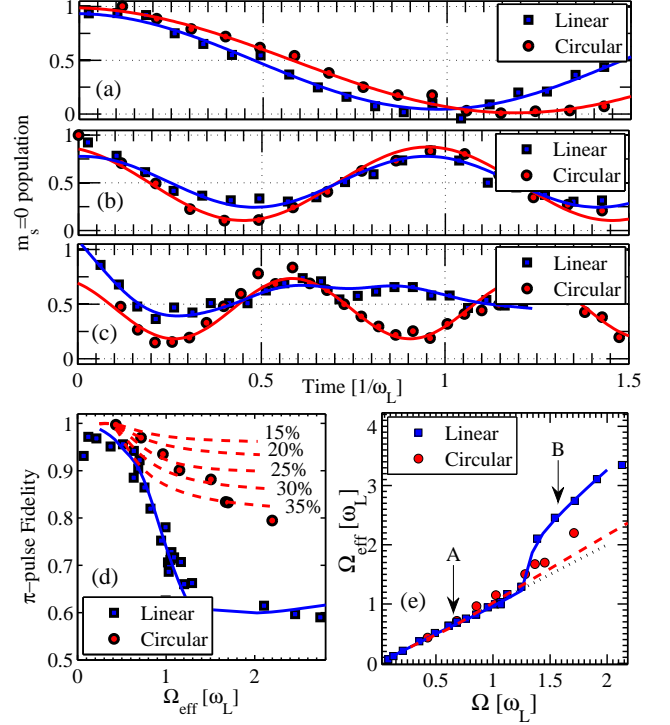 1
0.5
0
(a)
Linear
Circular
m_s=0 population
1
0.5
0
(b)
Linear
Circular
1
0.5
0
(c)
Linear
Circular
0 0.5 1 1.5
Time [1/ω_L]
π−pulse Fidelity
1
0.9
0.8
0.7
0.6
0.5
15%
20%
25%
30%
35%
(d)
Linear
Circular
0 1 2
Ω_eff [ω_L]
Ω_eff [ω_L]
4
3
2
1
0
Linear
Circular
A
B
(e)
0.5 1 1.5 2
Ω [ω_L]